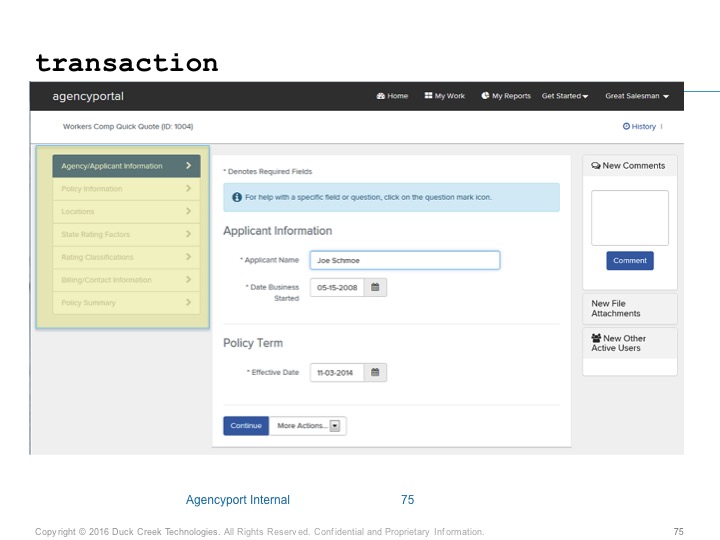 transaction
agencyportal
Home My Work My Reports Get Started Great Salesman
Workers Comp Quick Quote (ID: 1004)
History
Agency/Applicant Information
Policy Information
Locations
State Rating Factors
Rating Classifications
Billing/Contact Information
Policy Summary
* Denotes Required Fields
For help with a specific field or question, click on the question mark icon.
Applicant Information
* Applicant Name Joe Schmoe
* Date Business 05-15-2008
Started
Policy Term
* Effective Date 11-03-2014
Continue More Actions...
New Comments
Comment
New File
Attachments
New Other
Active Users
Agencyport Internal 75
Copyright © 2016 Duck Creek Technologies. All Rights Reserved. Confidential and Proprietary Information. 75